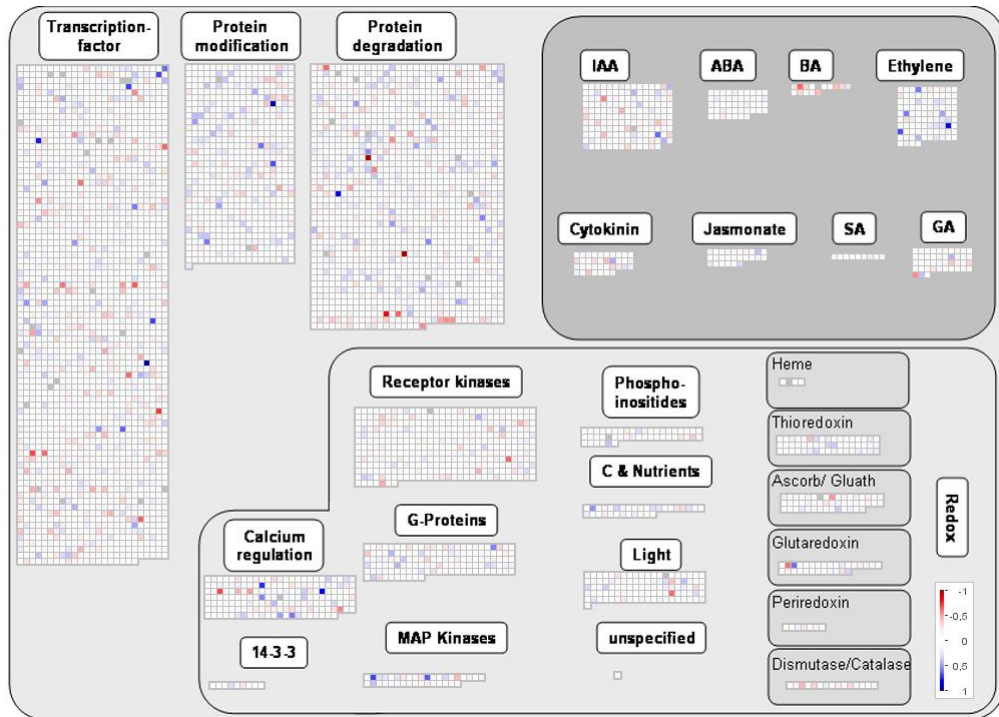 Transcription-
factor
Protein
modification
Protein
degradation
IAA
ABA
BA
Ethylene
Cytokinin
Jasmonate
SA
GA
Receptor kinases
Phospho-
inositides
Heme
Thioredoxin
C & Nutrients
Ascorb/ Gluath
G-Proteins
Calcium
regulation
Light
Glutaredoxin
Redox
Periredoxin
14-3-3
MAP Kinases
unspecified
Dismutase/Catalase
-1
-0,5
0
0,5
1